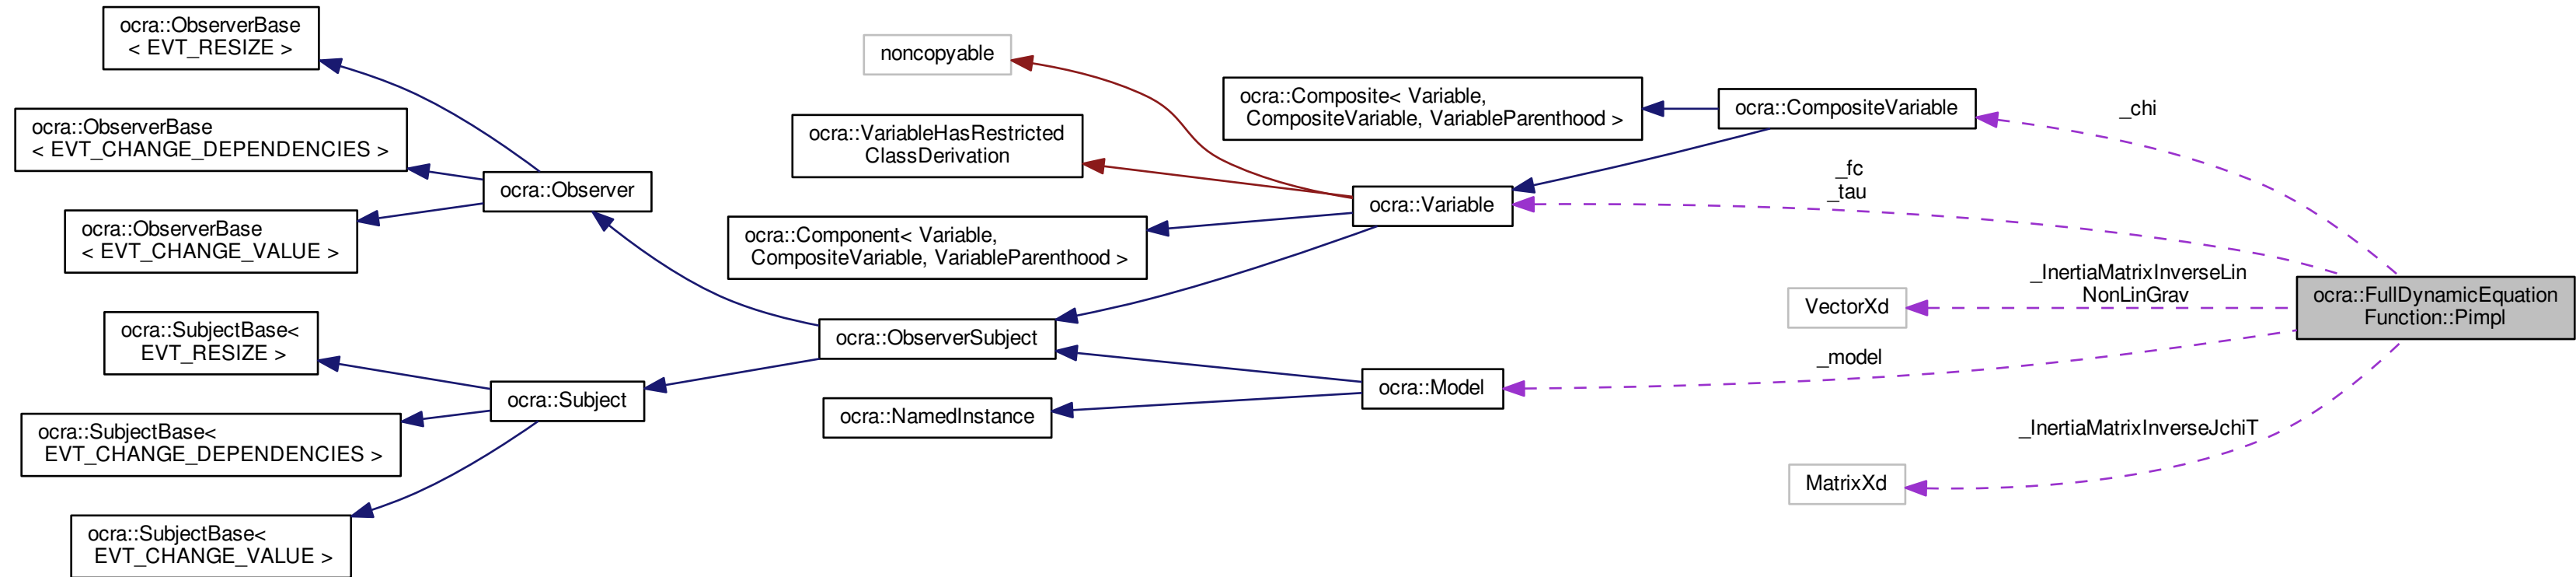 ocra::ObserverBase
< EVT_RESIZE >
ocra::ObserverBase
< EVT_CHANGE_DEPENDENCIES >
ocra::ObserverBase
< EVT_CHANGE_VALUE >
ocra::SubjectBase<
EVT_RESIZE >
ocra::SubjectBase<
EVT_CHANGE_DEPENDENCIES >
ocra::SubjectBase<
EVT_CHANGE_VALUE >
ocra::Observer
ocra::Subject
noncopyable
ocra::VariableHasRestricted
ClassDerivation
ocra::Component< Variable,
CompositeVariable, VariableParenthood >
ocra::ObserverSubject
ocra::NamedInstance
ocra::Composite< Variable,
CompositeVariable, VariableParenthood >
ocra::Variable
ocra::Model
ocra::CompositeVariable
VectorXd
MatrixXd
_chi
_fc
_tau
_InertiaMatrixInverseLin
NonLinGrav
_model
_InertiaMatrixInverseJchiT
ocra::FullDynamicEquation
Function::Pimpl